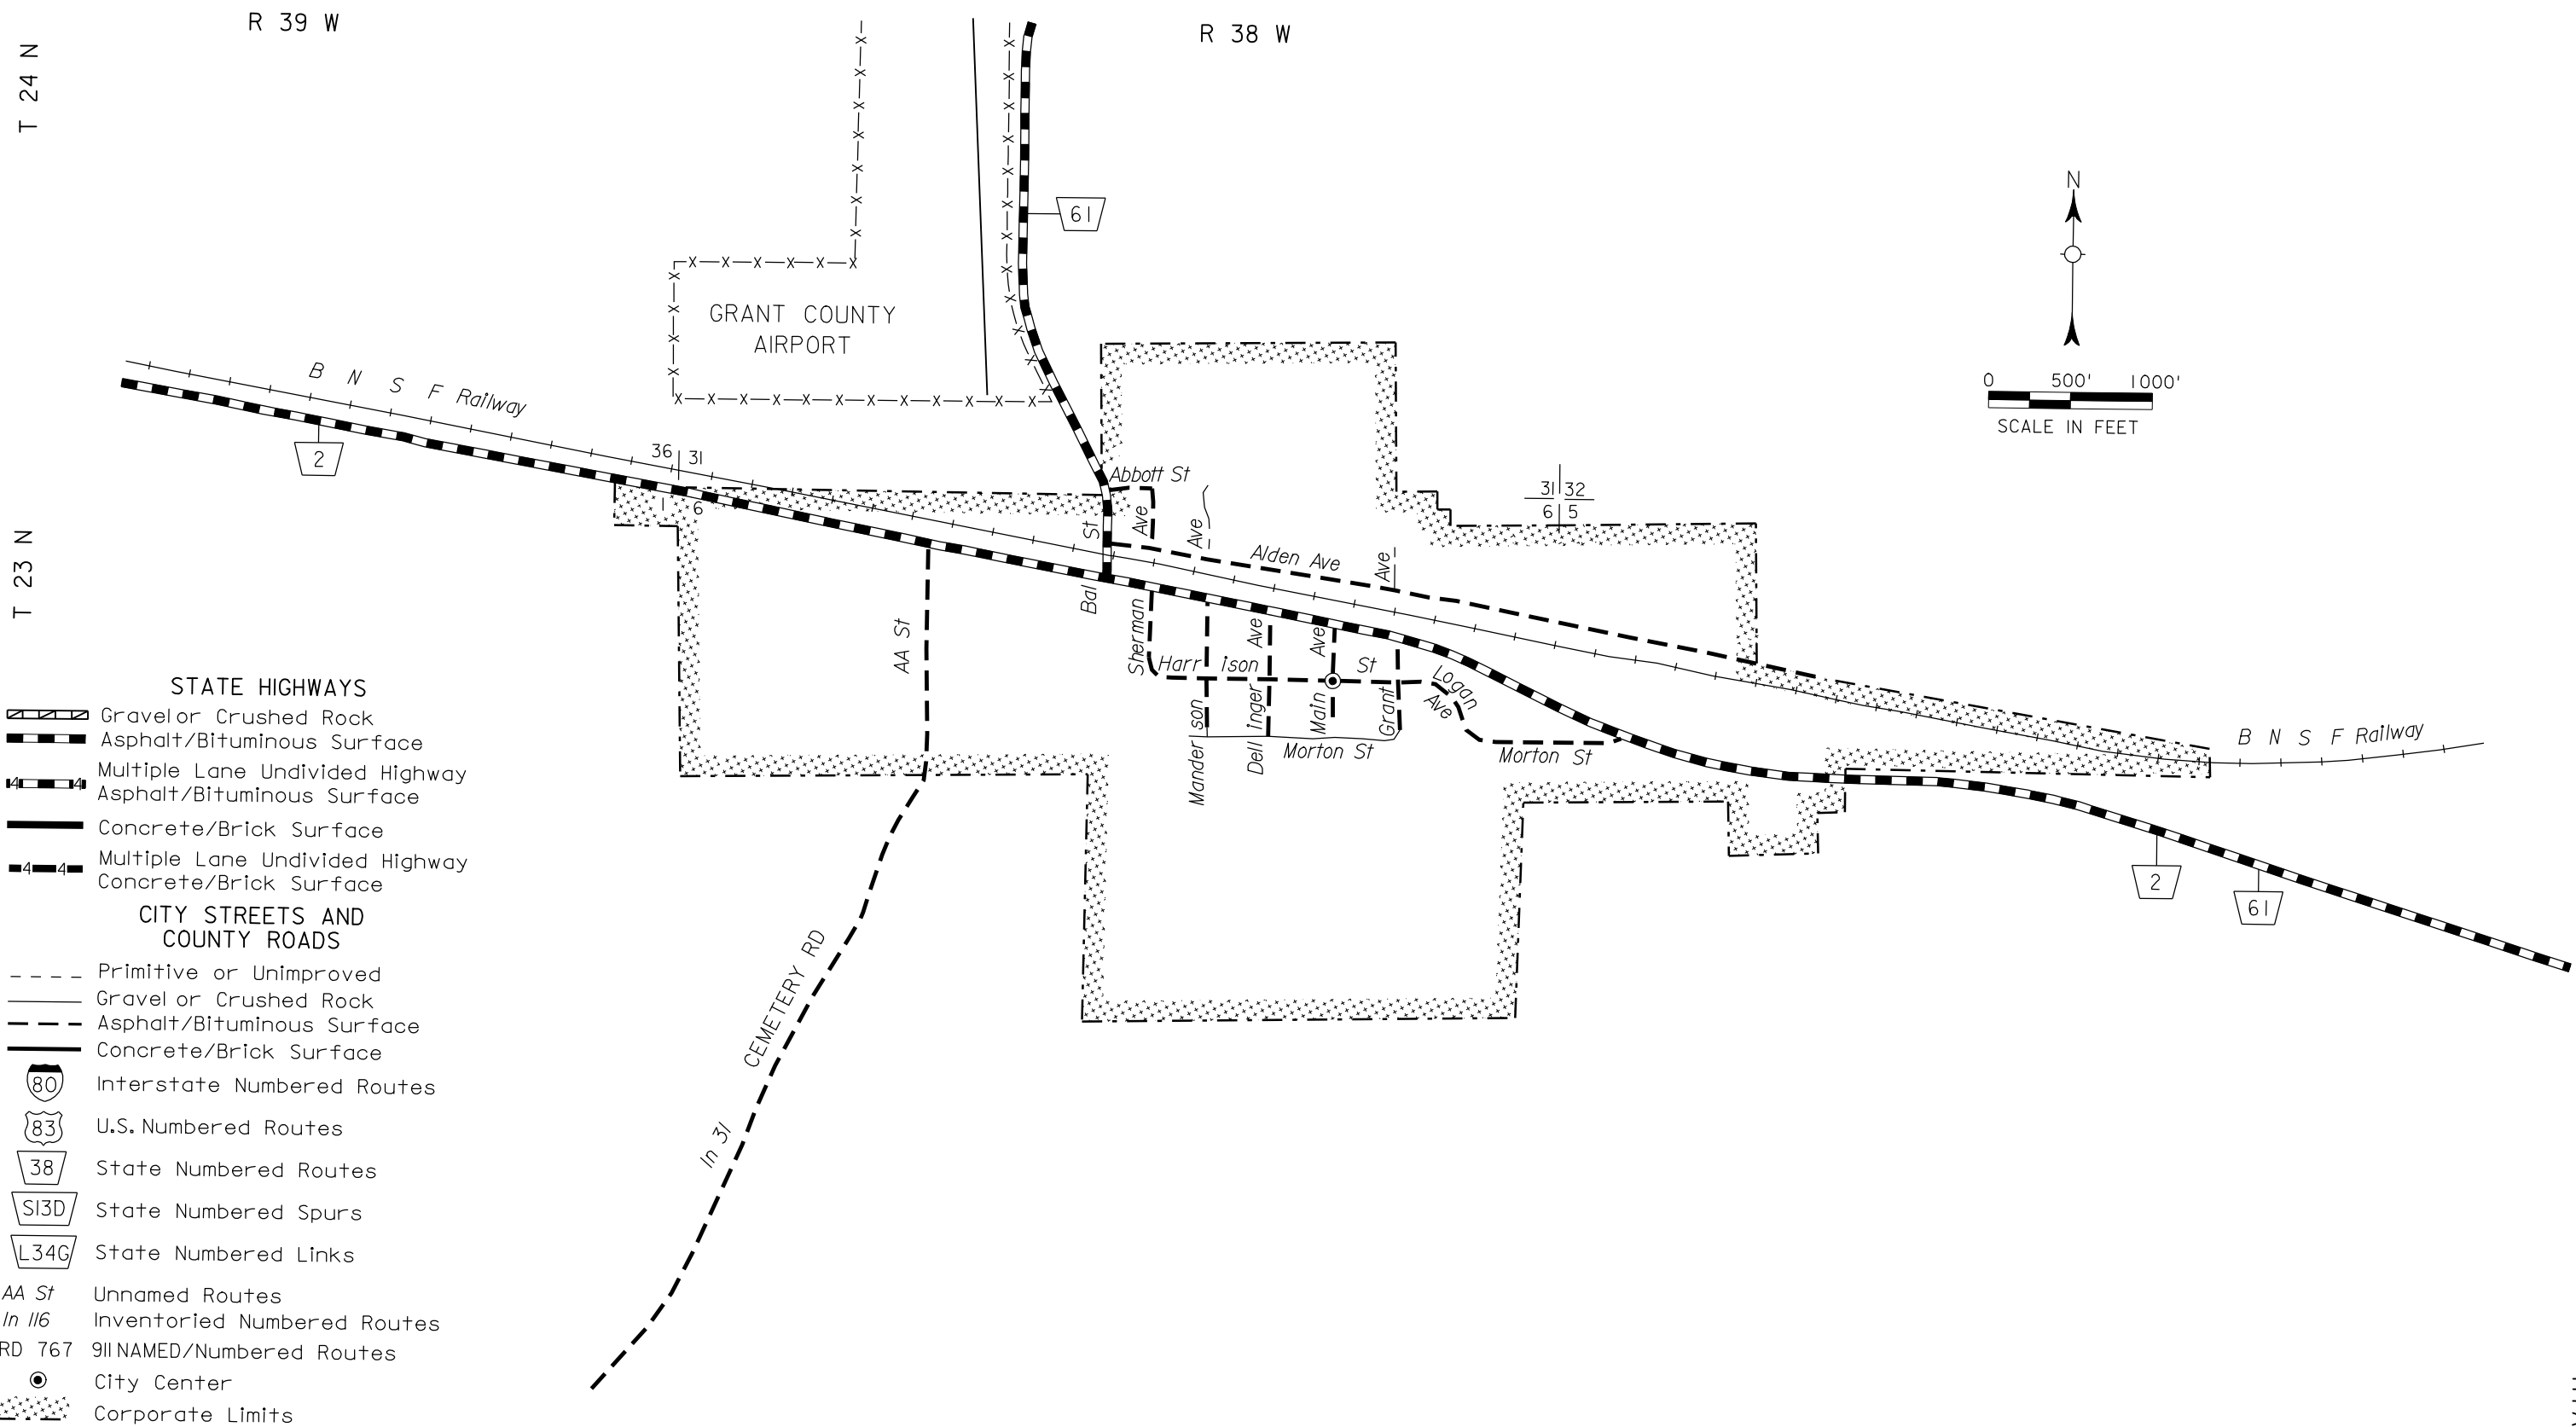 R 39 W
R 38 W
T 24 N
N
61
GRANT COUNTY
AIRPORT
0 500' 1000'
SCALE IN FEET
B N S F Railway
2
36 31
1 6
Abbott St
31 32
6 5
Bal St
Ave
Ave
Alden Ave
Ave
T 23 N
AA St
Sherman
Ave
Ave
Harrison St
Logan Ave
Manderson
Dellinger
Main
Grant
Morton St
Morton St
B N S F Railway
2
61
CEMETERY RD
In 31
STATE HIGHWAYS
Gravel or Crushed Rock
Asphalt/Bituminous Surface
4 4 Multiple Lane Undivided Highway
Asphalt/Bituminous Surface
Concrete/Brick Surface
4 4 Multiple Lane Undivided Highway
Concrete/Brick Surface
CITY STREETS AND
COUNTY ROADS
Primitive or Unimproved
Gravel or Crushed Rock
Asphalt/Bituminous Surface
Concrete/Brick Surface
80 Interstate Numbered Routes
83 U.S. Numbered Routes
38 State Numbered Routes
S13D State Numbered Spurs
L34G State Numbered Links
AA St Unnamed Routes
In 116 Inventoried Numbered Routes
RD 767 911 NAMED/Numbered Routes
City Center
Corporate Limits